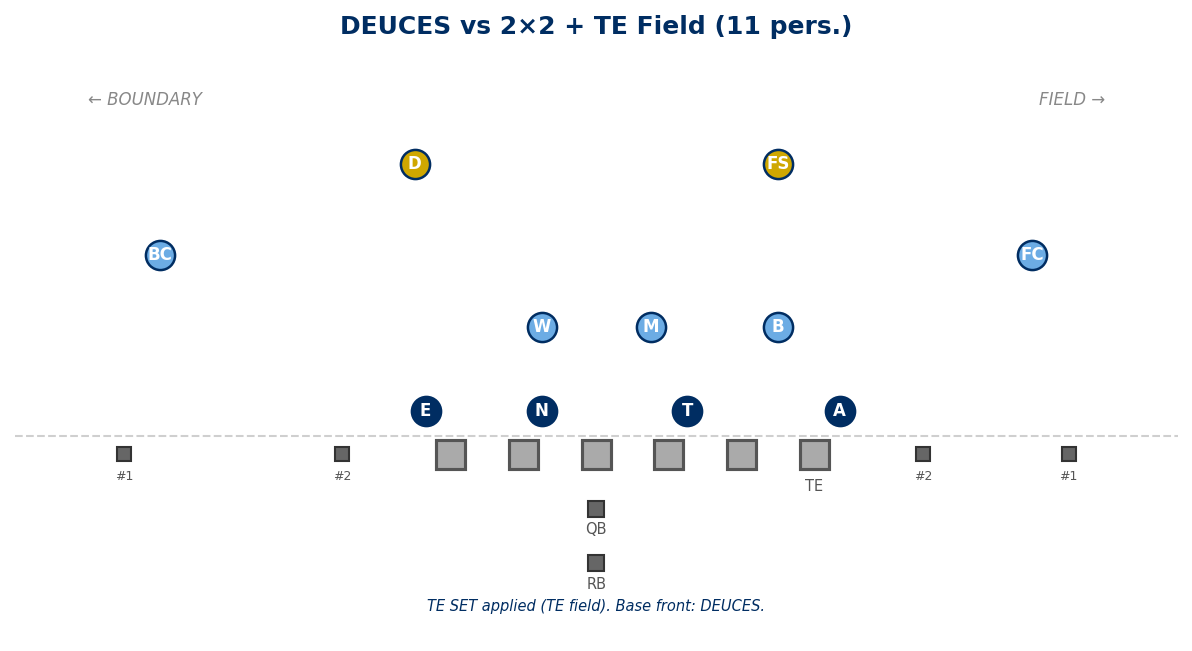 DEUCES vs 2×2 + TE Field (11 pers.)
← BOUNDARY
FIELD →
D
FS
BC
FC
W
M
B
E
N
T
A
#1
#2
TE
#2
#1
QB
RB
TE SET applied (TE field). Base front: DEUCES.